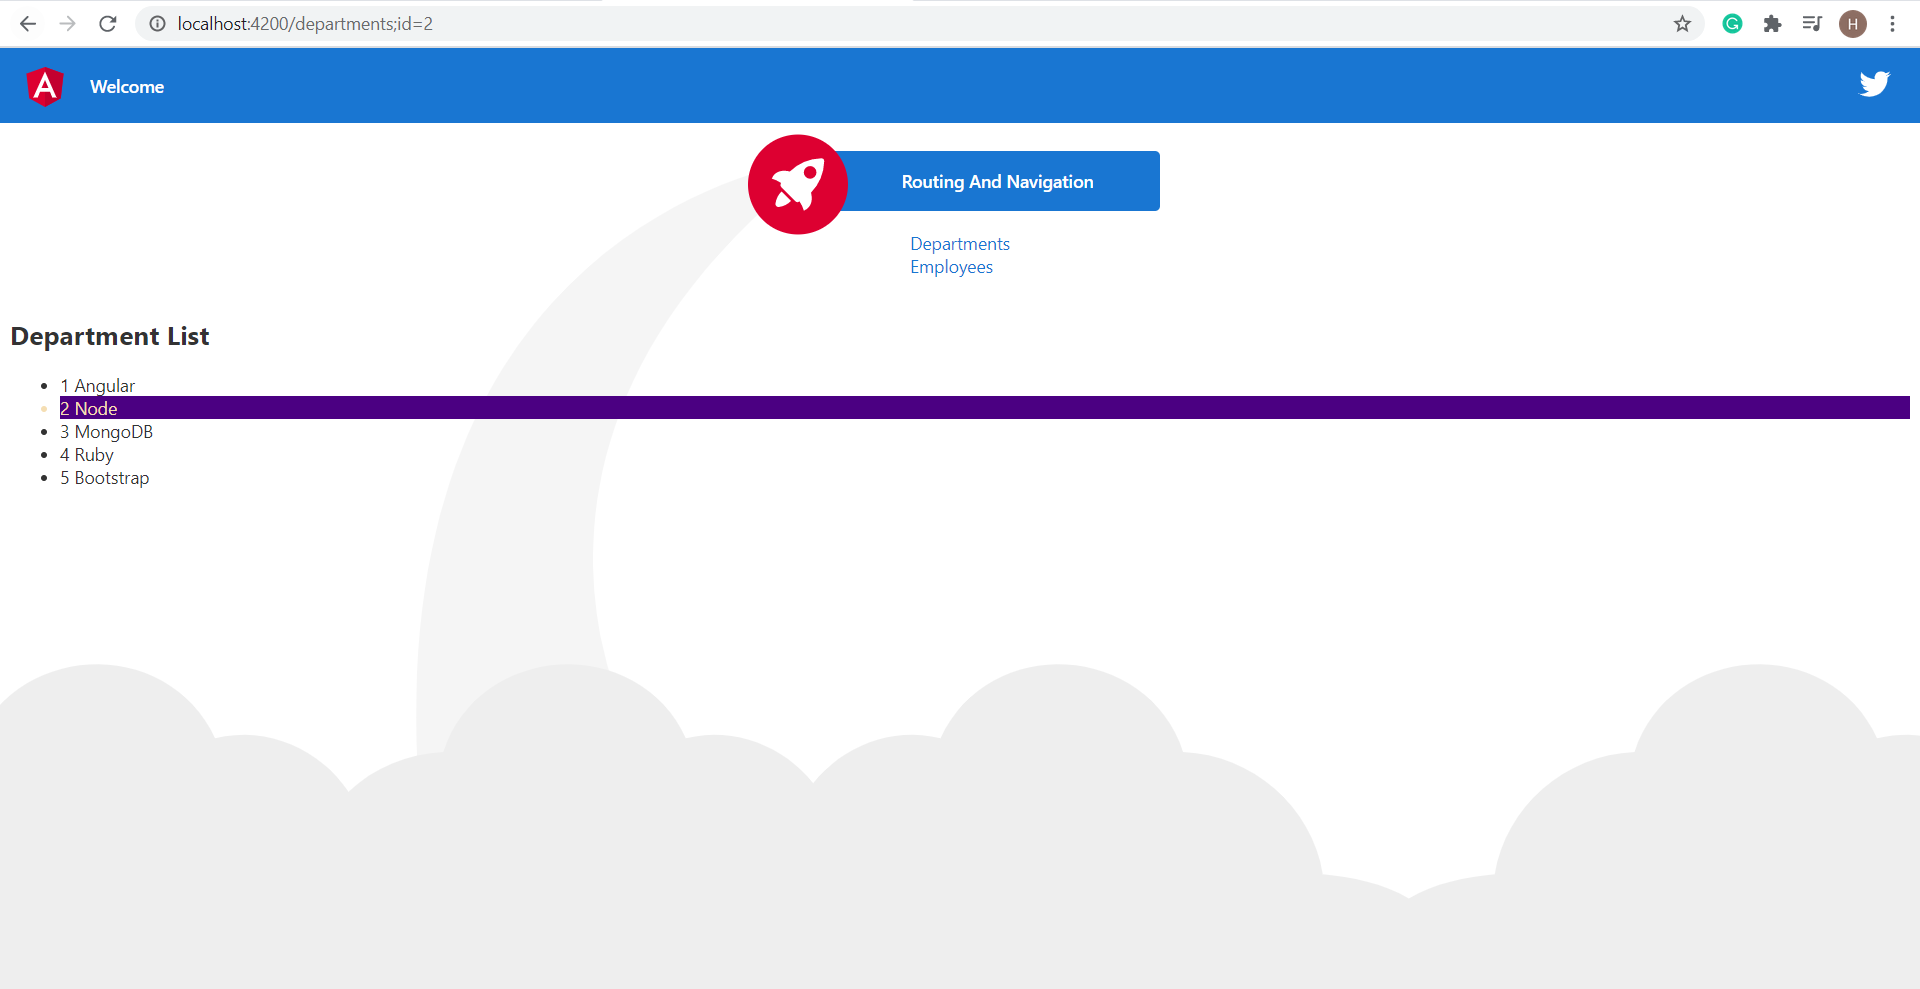 localhost:4200/departments;id=2
H
Welcome
Routing And Navigation
Departments
Employees
Department List
1 Angular
2 Node
3 MongoDB
4 Ruby
5 Bootstrap